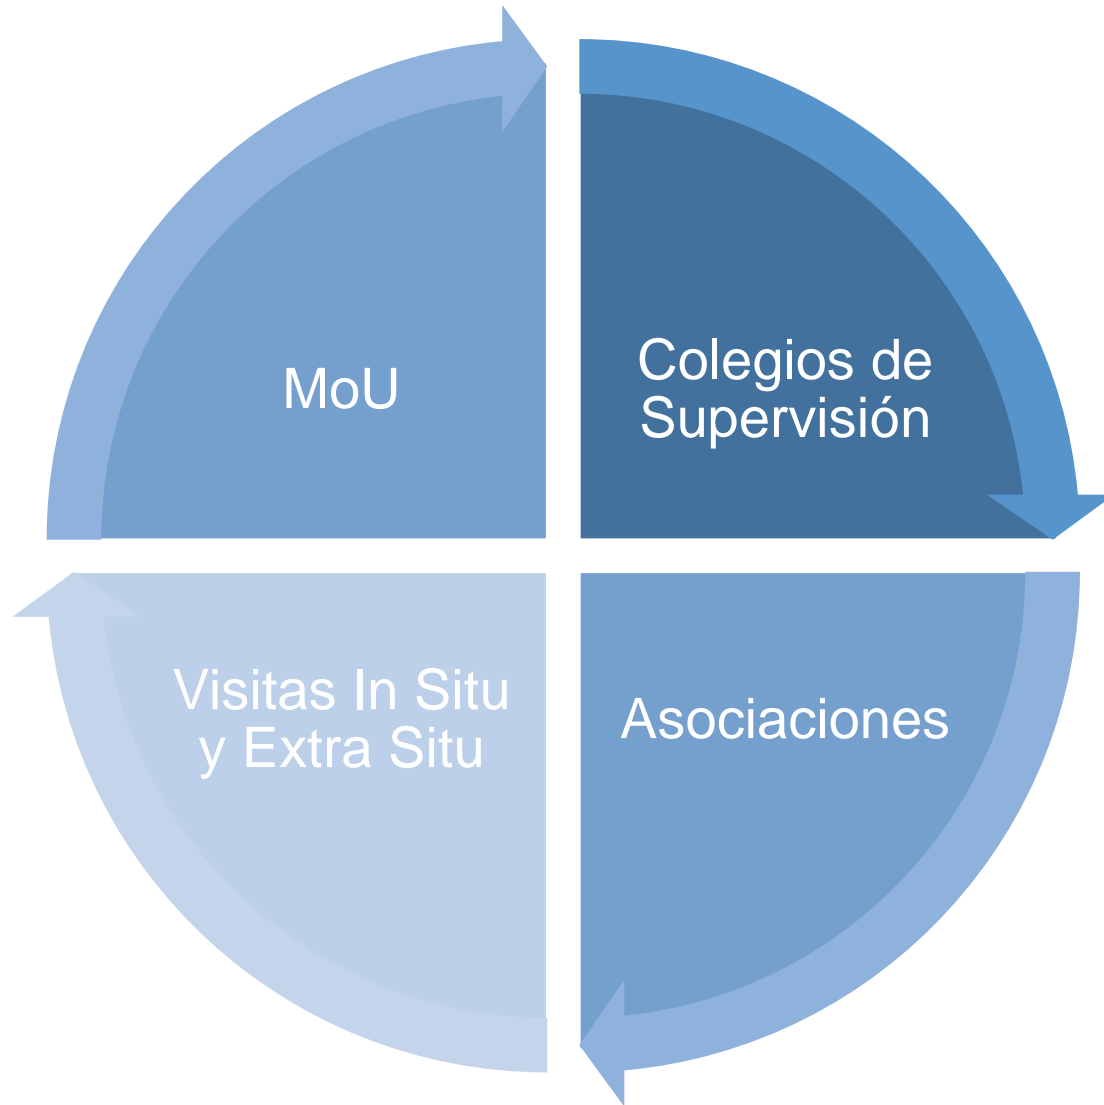 MoU
Colegios de
Supervisión
Visitas In Situ
y Extra Situ
Asociaciones